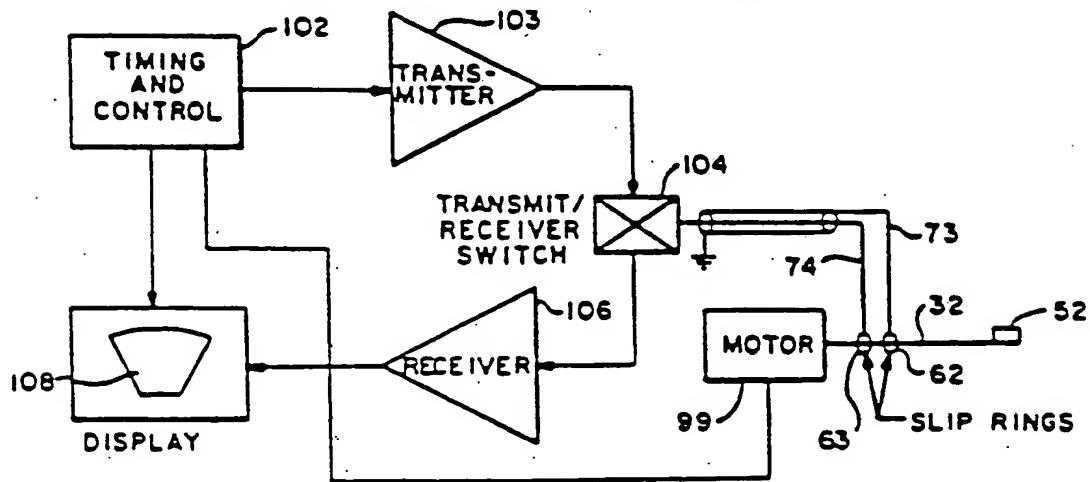 102
TIMING
AND
CONTROL
103
TRANS-
MITTER
104
TRANSMIT/
RECEIVER
SWITCH
73
74
106
RECEIVER
MOTOR
32
52
62
99
63
SLIP RINGS
108
DISPLAY